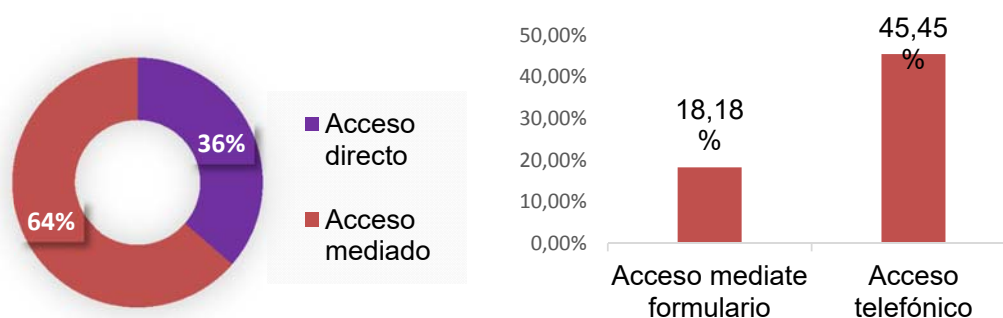 36%
64%
Acceso
directo
Acceso
mediado
50,00%
40,00%
30,00%
20,00%
10,00%
0,00%
18,18
%
45,45
%
Acceso mediate
formulario
Acceso
telefónico